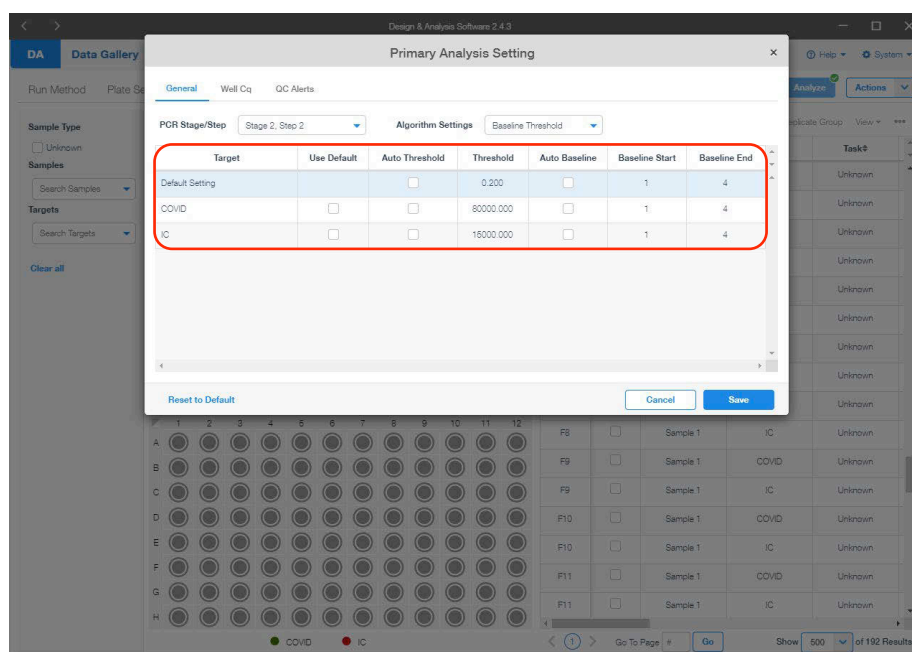 Design & Analysis Software 2.4.3
DA Data Gallery
Help
System
Run Method
Plate Se
Analyze
Actions
Primary Analysis Setting
General Well Cq QC Alerts
PCR Stage/Step Stage 2, Step 2 Algorithm Settings Baseline Threshold
Target Use Default Auto Threshold Threshold Auto Baseline Baseline Start Baseline End
Default Setting 0.200 1 4
COVID 80000.000 1 4
IC 15000.000 1 4
Reset to Default
Cancel
Save
Sample Type
Unknown
Samples
Search Samples
Targets
Search Targets
Clear all
plicate Group View
Task
Unknown
Unknown
Unknown
Unknown
Unknown
Unknown
Unknown
Unknown
Unknown
1 2 3 4 5 6 7 8 9 10 11 12
A
B
C
D
E
F
G
H
F8 Sample 1 IC Unknown
F9 Sample 1 COVID Unknown
F9 Sample 1 IC Unknown
F10 Sample 1 COVID Unknown
F10 Sample 1 IC Unknown
F11 Sample 1 COVID Unknown
F11 Sample 1 IC Unknown
COVID IC
1 Go To Page # Go Show 500 of 192 Results